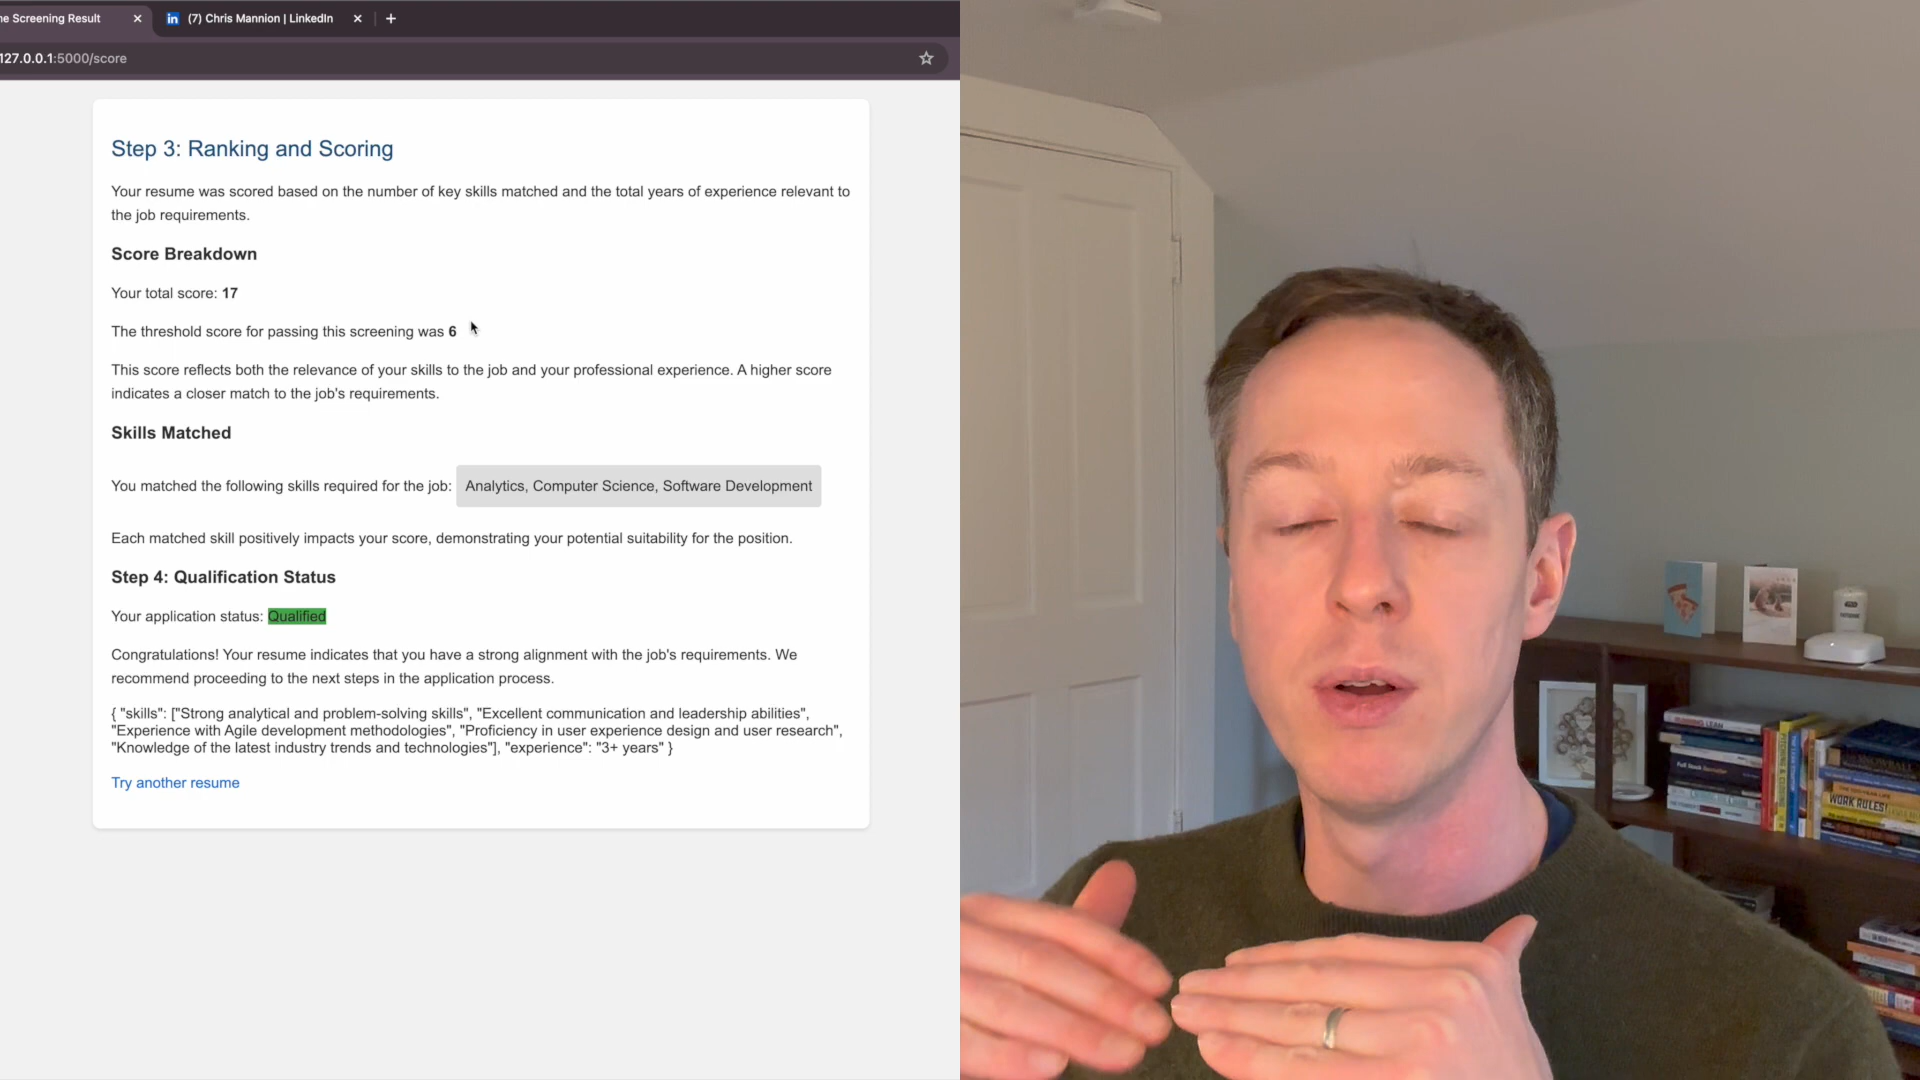 ne Screening Result
(7) Chris Mannion | LinkedIn
127.0.0.1:5000/score
Step 3: Ranking and Scoring
Your resume was scored based on the number of key skills matched and the total years of experience relevant to
the job requirements.
Score Breakdown
Your total score: 17
The threshold score for passing this screening was 6
This score reflects both the relevance of your skills to the job and your professional experience. A higher score
indicates a closer match to the job's requirements.
Skills Matched
You matched the following skills required for the job: Analytics, Computer Science, Software Development
Each matched skill positively impacts your score, demonstrating your potential suitability for the position.
Step 4: Qualification Status
Your application status: Qualified
Congratulations! Your resume indicates that you have a strong alignment with the job's requirements. We
recommend proceeding to the next steps in the application process.
{ "skills": ["Strong analytical and problem-solving skills", "Excellent communication and leadership abilities",
"Experience with Agile development methodologies", "Proficiency in user experience design and user research",
"Knowledge of the latest industry trends and technologies"], "experience": "3+ years" }
Try another resume
RUNNING LEAN
SNOWBALL
WORK RULES!